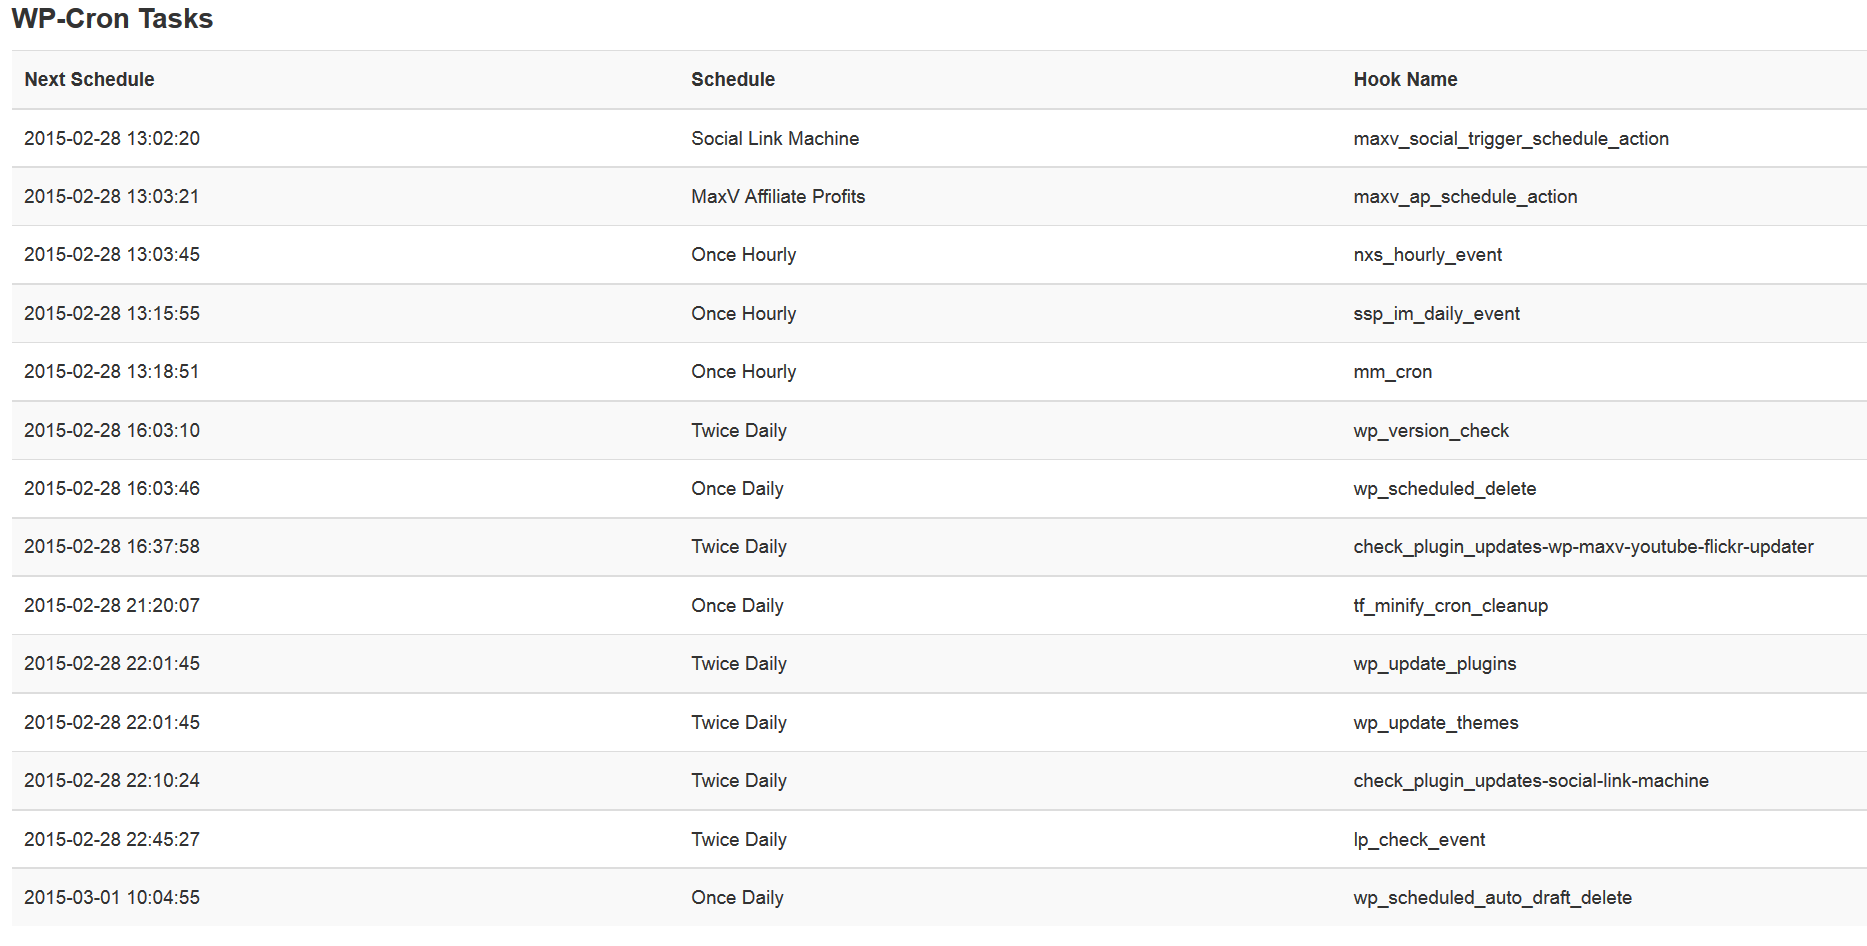 WP-Cron Tasks
Next Schedule Schedule Hook Name
2015-02-28 13:02:20 Social Link Machine maxv_social_trigger_schedule_action
2015-02-28 13:03:21 MaxV Affiliate Profits maxv_ap_schedule_action
2015-02-28 13:03:45 Once Hourly nxs_hourly_event
2015-02-28 13:15:55 Once Hourly ssp_im_daily_event
2015-02-28 13:18:51 Once Hourly mm_cron
2015-02-28 16:03:10 Twice Daily wp_version_check
2015-02-28 16:03:46 Once Daily wp_scheduled_delete
2015-02-28 16:37:58 Twice Daily check_plugin_updates-wp-maxv-youtube-flickr-updater
2015-02-28 21:20:07 Once Daily tf_minify_cron_cleanup
2015-02-28 22:01:45 Twice Daily wp_update_plugins
2015-02-28 22:01:45 Twice Daily wp_update_themes
2015-02-28 22:10:24 Twice Daily check_plugin_updates-social-link-machine
2015-02-28 22:45:27 Twice Daily lp_check_event
2015-03-01 10:04:55 Once Daily wp_scheduled_auto_draft_delete